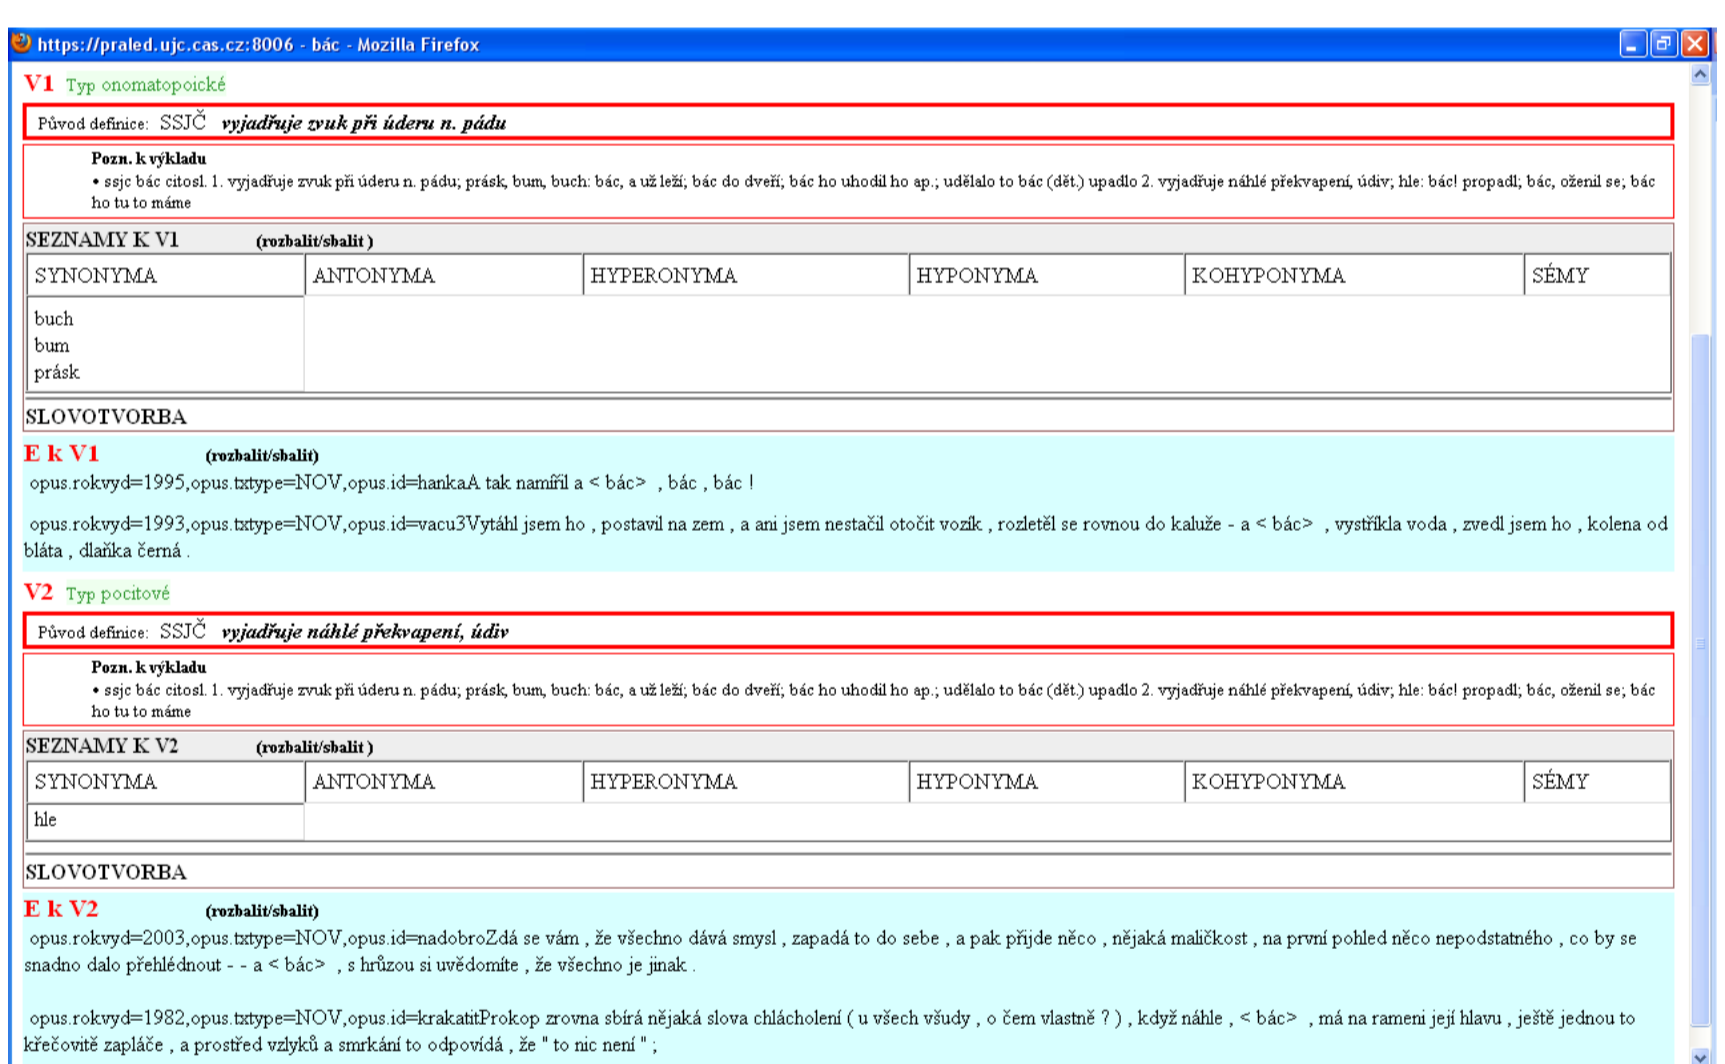 https://praled.ujc.cas.cz:8006 - bác - Mozilla Firefox
V1 Typ onomatopoické
Původ definice: SSJČ vyjadřuje zvuk při úderu n. pádu
Pozn. k výkladu
• ssjc bác citosl. 1. vyjadřuje zvuk při úderu n. pádu; prásk, bum, buch: bác, a už leží; bác do dveří; bác ho uhodil ho ap.; udělalo to bác (dět.) upadlo 2. vyjadřuje náhlé překvapení, údiv; hle: bác! propadl; bác, oženil se; bác
ho tu to máme
SEZNAMY K V1 (rozbalit/sbalit )
SYNONYMA ANTONYMA HYPERONYMA HYPONYMA KOHYPONYMA SÉMY
buch
bum
prásk
SLOVOTVORBA
E k V1 (rozbalit/sbalit)
opus.rokvyd=1995,opus.txtype=NOV,opus.id=hankaA tak namířil a < bác> , bác , bác !
opus.rokvyd=1993,opus.txtype=NOV,opus.id=vacu3Vytáhl jsem ho , postavil na zem , a ani jsem nestačil otočit vozík , rozletěl se rovnou do kaluže - a < bác> , vystříkla voda , zvedl jsem ho , kolena od
bláta , dlaňka černá .
V2 Typ pocitové
Původ definice: SSJČ vyjadřuje náhlé překvapení, údiv
Pozn. k výkladu
• ssjc bác citosl. 1. vyjadřuje zvuk při úderu n. pádu; prásk, bum, buch: bác, a už leží; bác do dveří; bác ho uhodil ho ap.; udělalo to bác (dět.) upadlo 2. vyjadřuje náhlé překvapení, údiv; hle: bác! propadl; bác, oženil se; bác
ho tu to máme
SEZNAMY K V2 (rozbalit/sbalit )
SYNONYMA ANTONYMA HYPERONYMA HYPONYMA KOHYPONYMA SÉMY
hle
SLOVOTVORBA
E k V2 (rozbalit/sbalit)
opus.rokvyd=2003,opus.txtype=NOV,opus.id=nadobroZdá se vám , že všechno dává smysl , zapadá to do sebe , a pak přijde něco , nějaká maličkost , na první pohled něco nepodstatného , co by se
snadno dalo přehlédnout - - a < bác> , s hrůzou si uvědomíte , že všechno je jinak .
opus.rokvyd=1982,opus.txtype=NOV,opus.id=krakatitProkop zrovna sbírá nějaká slova chlácholení ( u všech všudy , o čem vlastně ? ) , když náhle , < bác> , má na rameni její hlavu , ještě jednou to
křečovitě zapláče , a prostřed vzlyků a smrkání to odpovídá , že " to nic není " ;